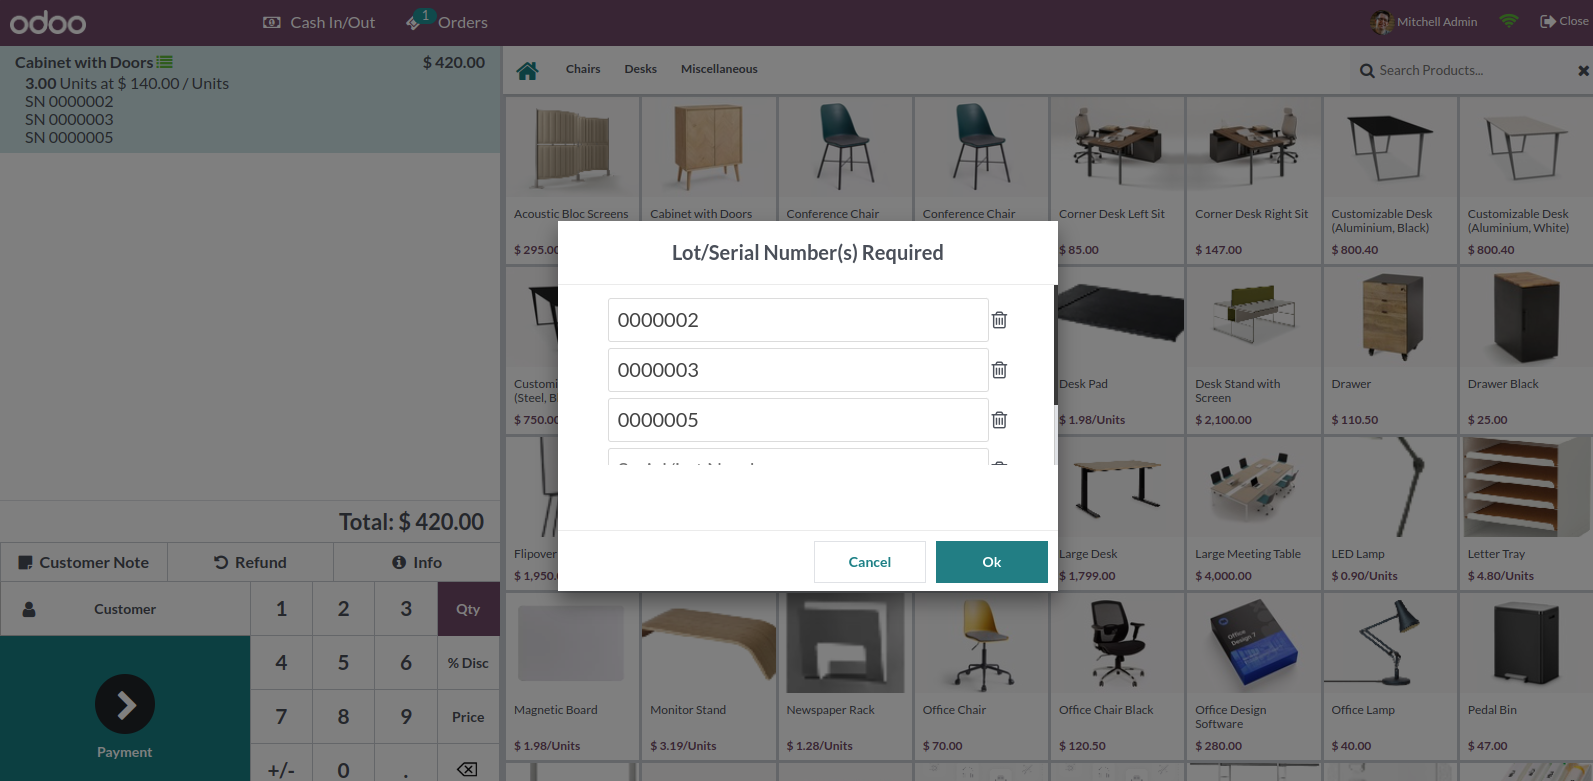 odoo
Cash In/Out
1
Orders
Mitchell Admin
Close
Cabinet with Doors
$ 420.00
3.00 Units at $ 140.00 / Units
SN 0000002
SN 0000003
SN 0000005
Total: $ 420.00
Customer Note
Refund
Info
Customer
1
2
3
Qty
4
5
6
% Disc
7
8
9
Price
+/-
0
.
Payment
Chairs
Desks
Miscellaneous
Search Products...
Acoustic Bloc Screens
$ 295.00
Cabinet with Doors
Conference Chair
Conference Chair
Corner Desk Left Sit
$ 85.00
Corner Desk Right Sit
$ 147.00
Customizable Desk
(Aluminium, Black)
$ 800.40
Customizable Desk
(Aluminium, White)
$ 800.40
Lot/Serial Number(s) Required
0000002
0000003
0000005
Cancel
Ok
Customi
(Steel, B
$ 750.0
Desk Pad
$ 1.98/Units
Desk Stand with
Screen
$ 2,100.00
Drawer
$ 110.50
Drawer Black
$ 25.00
Flipover
$ 1,950.
Large Desk
$ 1,799.00
Large Meeting Table
$ 4,000.00
LED Lamp
$ 0.90/Units
Letter Tray
$ 4.80/Units
Magnetic Board
$ 1.98/Units
Monitor Stand
$ 3.19/Units
Newspaper Rack
$ 1.28/Units
Office Chair
$ 70.00
Office Chair Black
$ 120.50
Office
Design 7
Office Design
Software
$ 280.00
Office Lamp
$ 40.00
Pedal Bin
$ 47.00